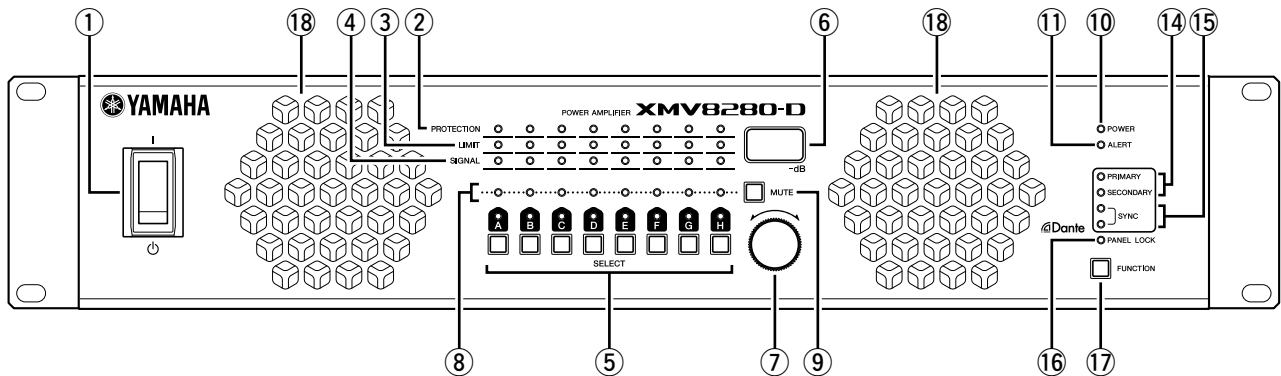 ① ⑱ ④ ③ ② ⑥ ⑱ ⑪ ⑩ ⑭ ⑮
YAMAHA
POWER AMPLIFIER XMV8280-D
PROTECTION
LIMIT
SIGNAL
-dB
MUTE
A B C D E F G H
SELECT
POWER
ALERT
PRIMARY
SECONDARY
SYNC
Dante
PANEL LOCK
FUNCTION
⑧ ⑤ ⑦ ⑨ ⑯ ⑰